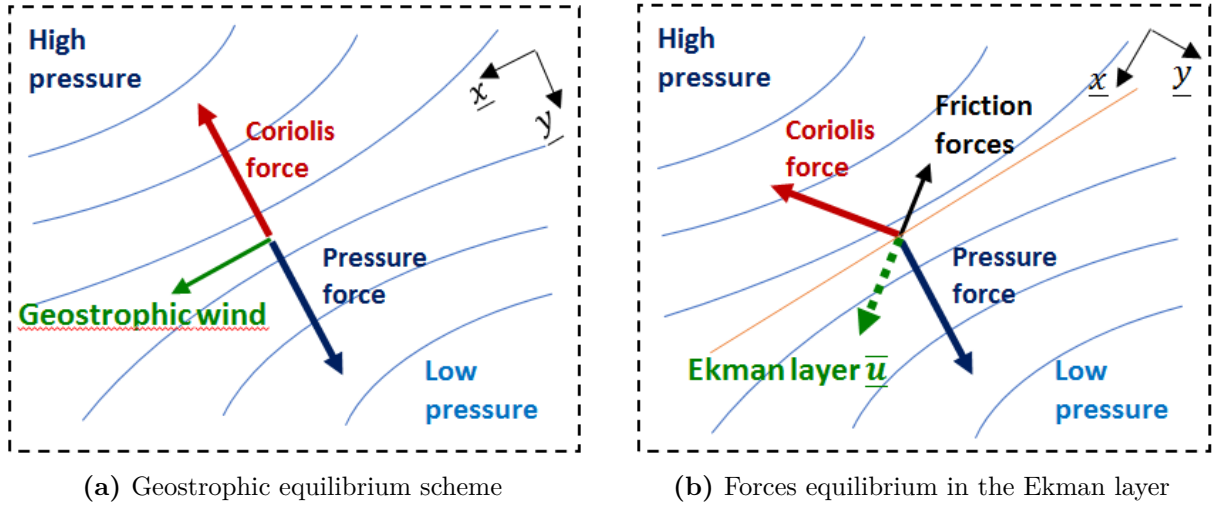 High
pressure
x
y
Coriolis
force
Pressure
force
Geostrophic wind
Low
pressure
(a) Geostrophic equilibrium scheme
High
pressure
x
y
Friction
forces
Coriolis
force
Pressure
force
Ekman layer u
Low
pressure
(b) Forces equilibrium in the Ekman layer